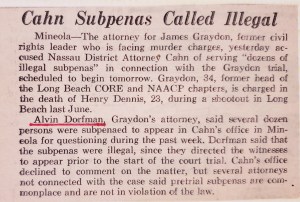 Cahn Subpenas Called Illegal
Mineola—The attorney for James Graydon, former civil
rights leader who is facing murder charges, yesterday ac-
cused Nassau District Attorney Cahn of serving "dozens of
illegal subpenas" in connection with the Graydon trial,
scheduled to begin tomorrow. Graydon, 34, former head of
the Long Beach CORE and NAACP chapters, is charged in
the death of Henry Dennis, 23, during a shootout in Long
Beach last June.
Alvin Dorfman, Graydon's attorney, said several dozen
persons were subpenaed to appear in Cahn's office in Min-
eola for questioning during the past week. Dorfman said that
the subpenas were illegal, since they directed the witnesses
to appear prior to the start of the court trial. Cahn's office
declined to comment on the matter, but several attorneys
not connected with the case said pretrial subpenas are com-
monplace and are not in violation of the law.